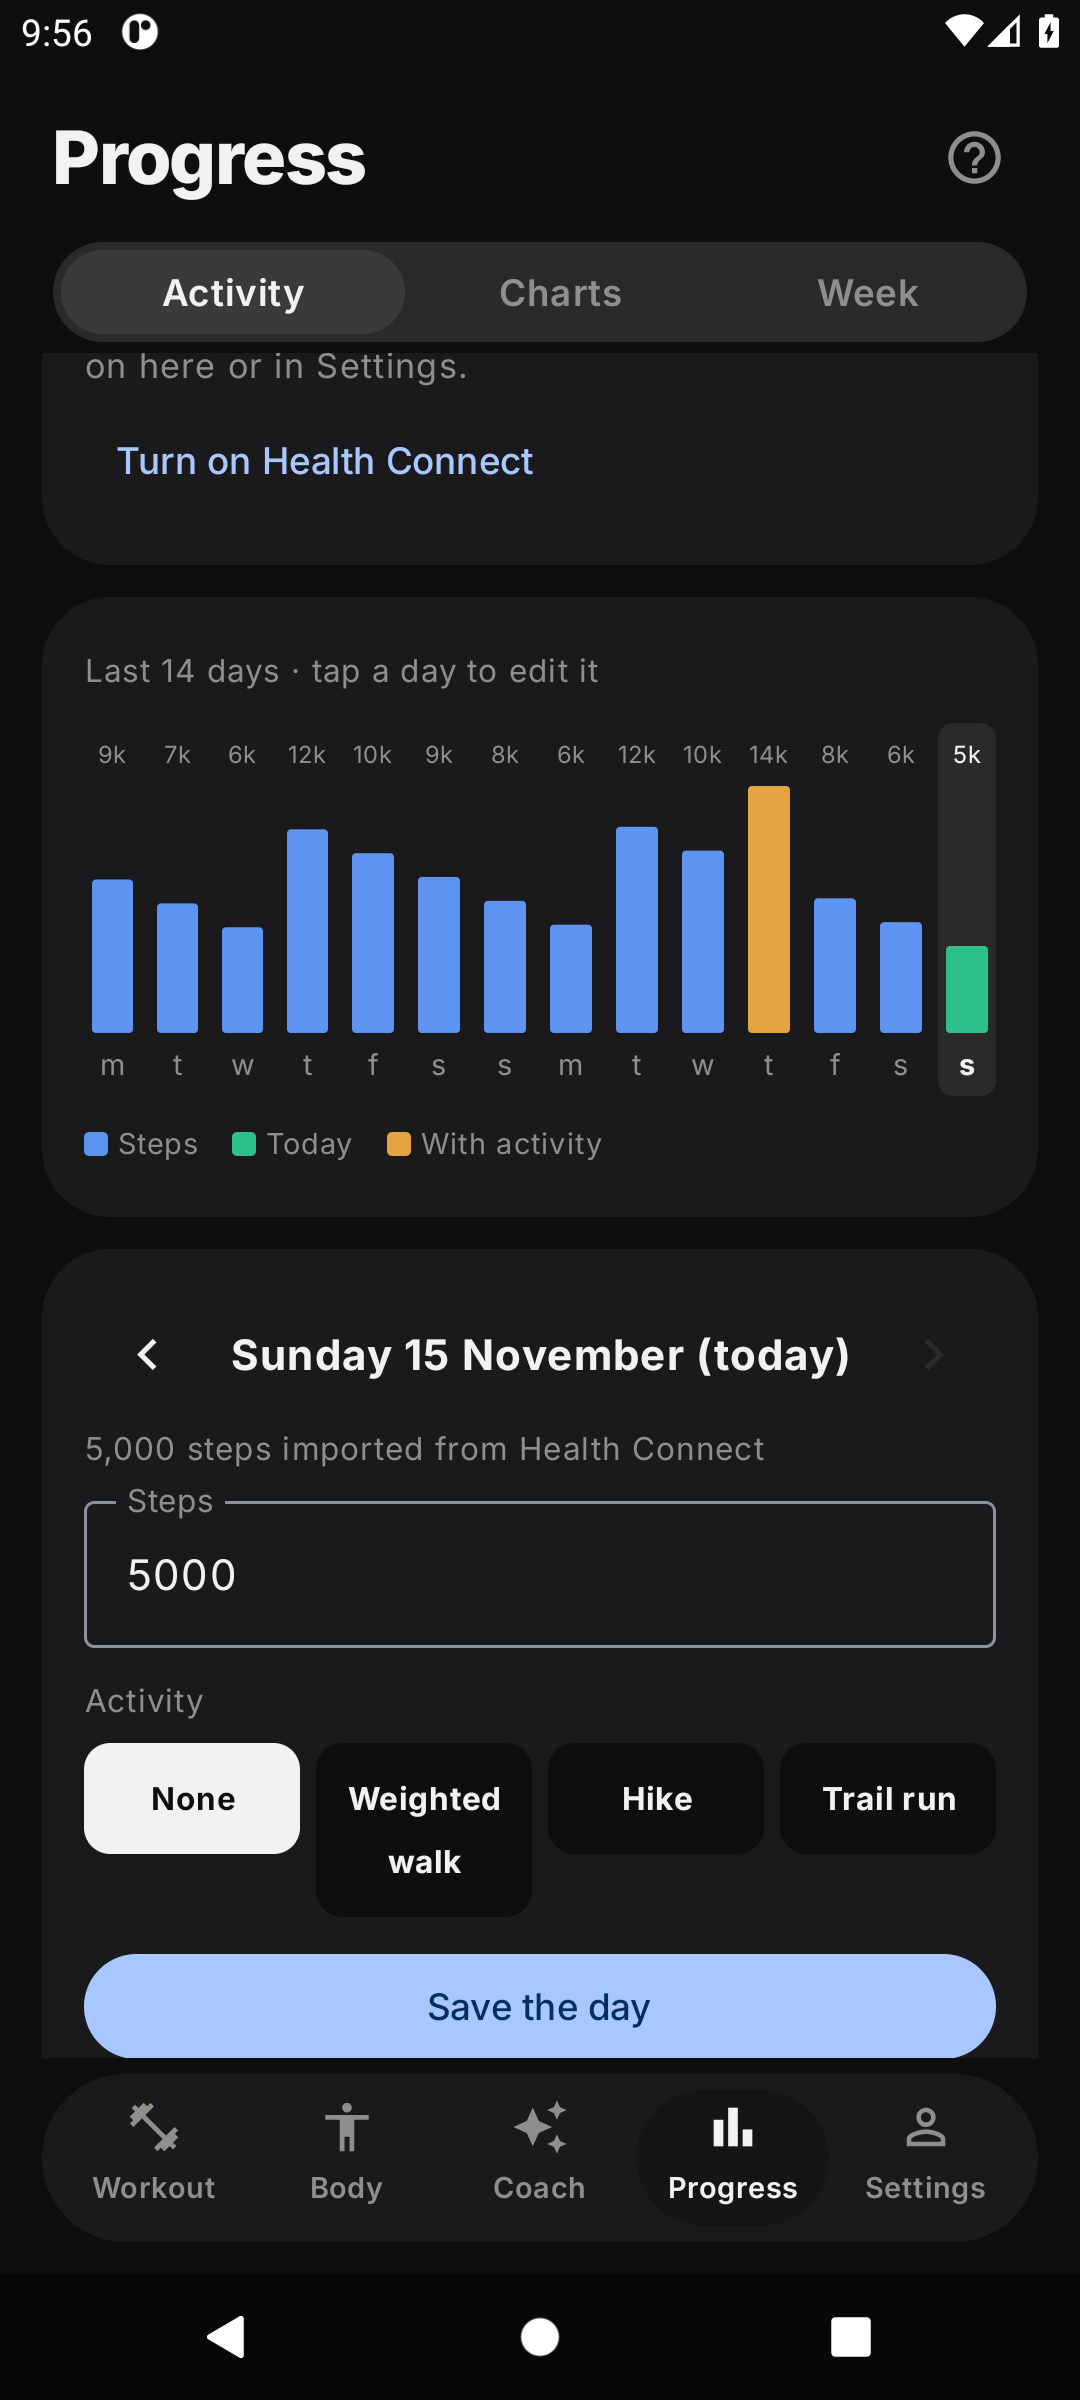 9:56
Progress
Activity Charts Week
on here or in Settings.
Turn on Health Connect
Last 14 days · tap a day to edit it
9k 7k 6k 12k 10k 9k 8k 6k 12k 10k 14k 8k 6k 5k
m t w t f s s m t w t f s s
Steps Today With activity
Sunday 15 November (today)
5,000 steps imported from Health Connect
Steps
5000
Activity
None Weighted Hike Trail run
walk
Save the day
Workout Body Coach Progress Settings